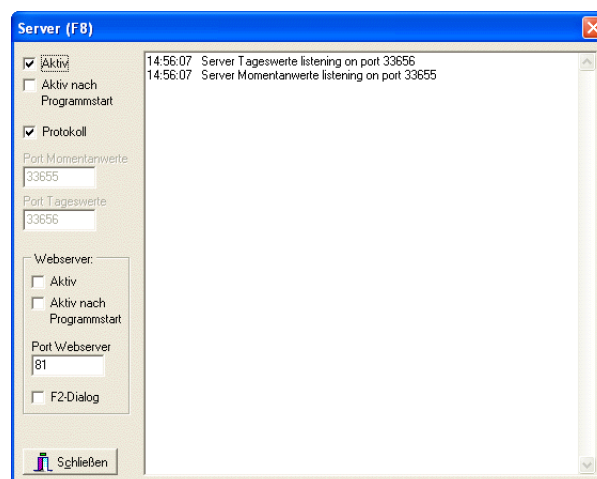 Server (F8)
Aktiv
Aktiv nach
Programmstart
Protokoll
Port Momentanwerte
33655
Port Tageswerte
33656
Webserver:
Aktiv
Aktiv nach
Programmstart
Port Webserver
81
F2-Dialog
Schließen
14:56:07 Server Tageswerte listening on port 33656
14:56:07 Server Momentanwerte listening on port 33655